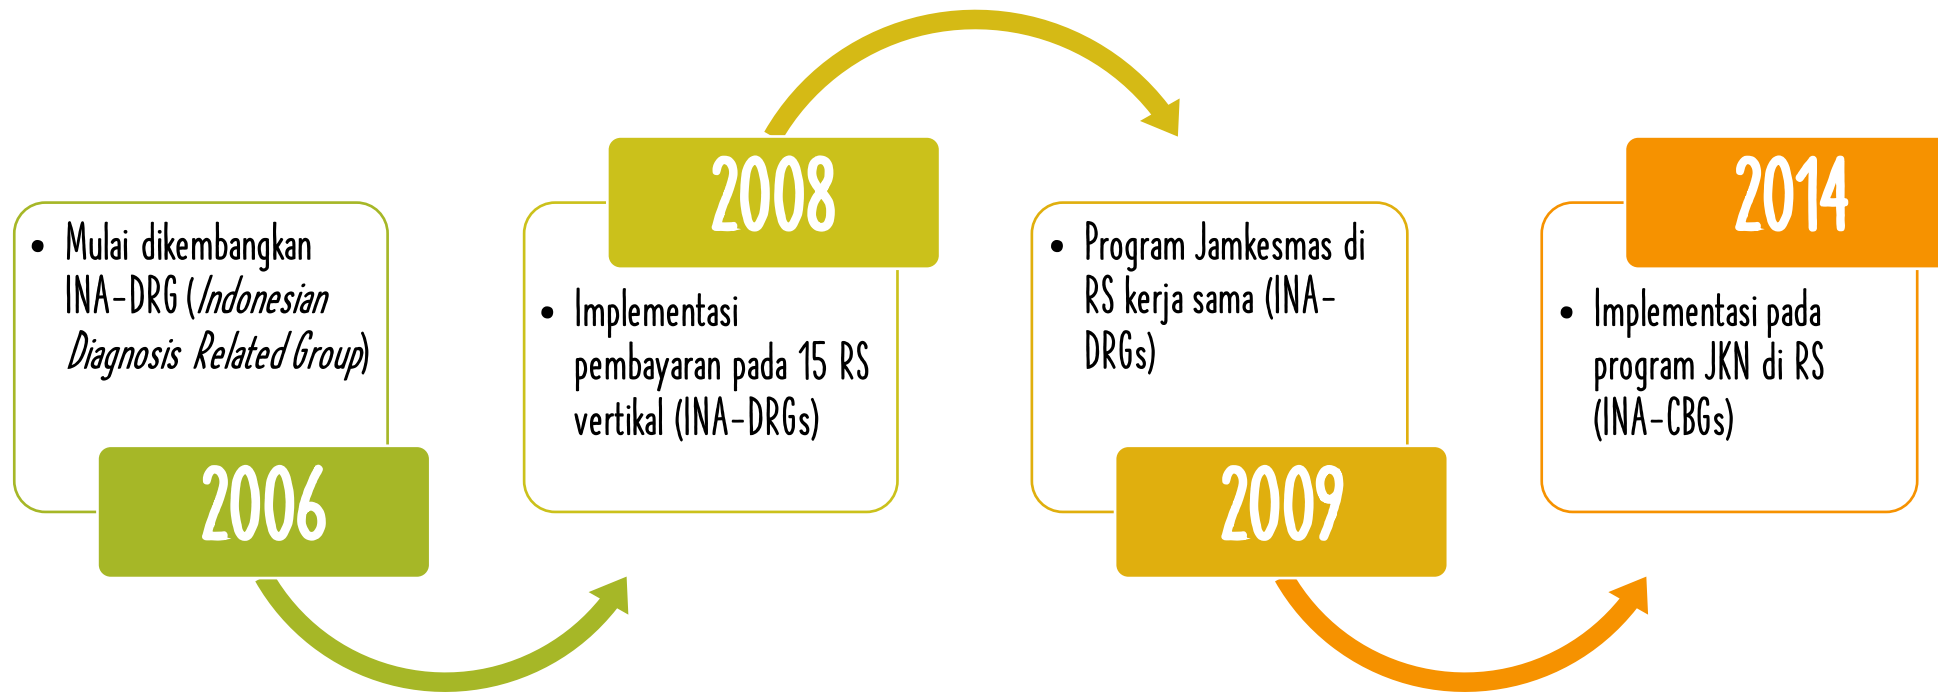 • Mulai dikembangkan
INA-DRG (Indonesian
Diagnosis Related Group)
2006
2008
• Implementasi
pembayaran pada 15 RS
vertikal (INA-DRGs)
• Program Jamkesmas di
RS kerja sama (INA-
DRGs)
2009
2014
• Implementasi pada
program JKN di RS
(INA-CBGs)